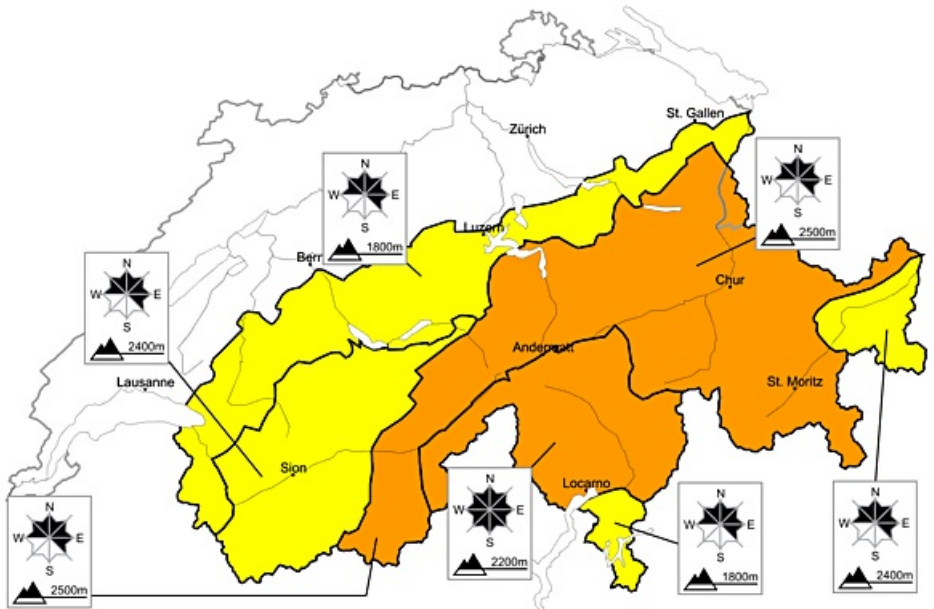 St. Gallen
Zürich
N
W E
S
1800m
N
W E
S
2500m
Luzern
Bern
N
W E
S
2400m
Chur
Andermatt
Lausanne
St. Moritz
Sion
Locarno
N
W E
S
2200m
N
W E
S
2500m
N
W E
S
1800m
N
W E
S
2400m